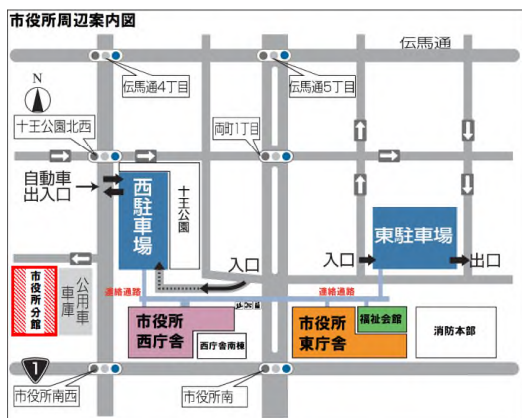 市役所周辺案内図
伝馬通
N
伝馬通4丁目
伝馬通5丁目
十王公園北西
両町1丁目
自動車
出入口
西駐車場
十王公園
東駐車場
入口
入口
出口
市役所分館
公用車
車庫
連絡通路
連絡通路
市役所
西庁舎
西庁舎南棟
市役所
東庁舎
福祉会館
消防本部
1
市役所南西
市役所南